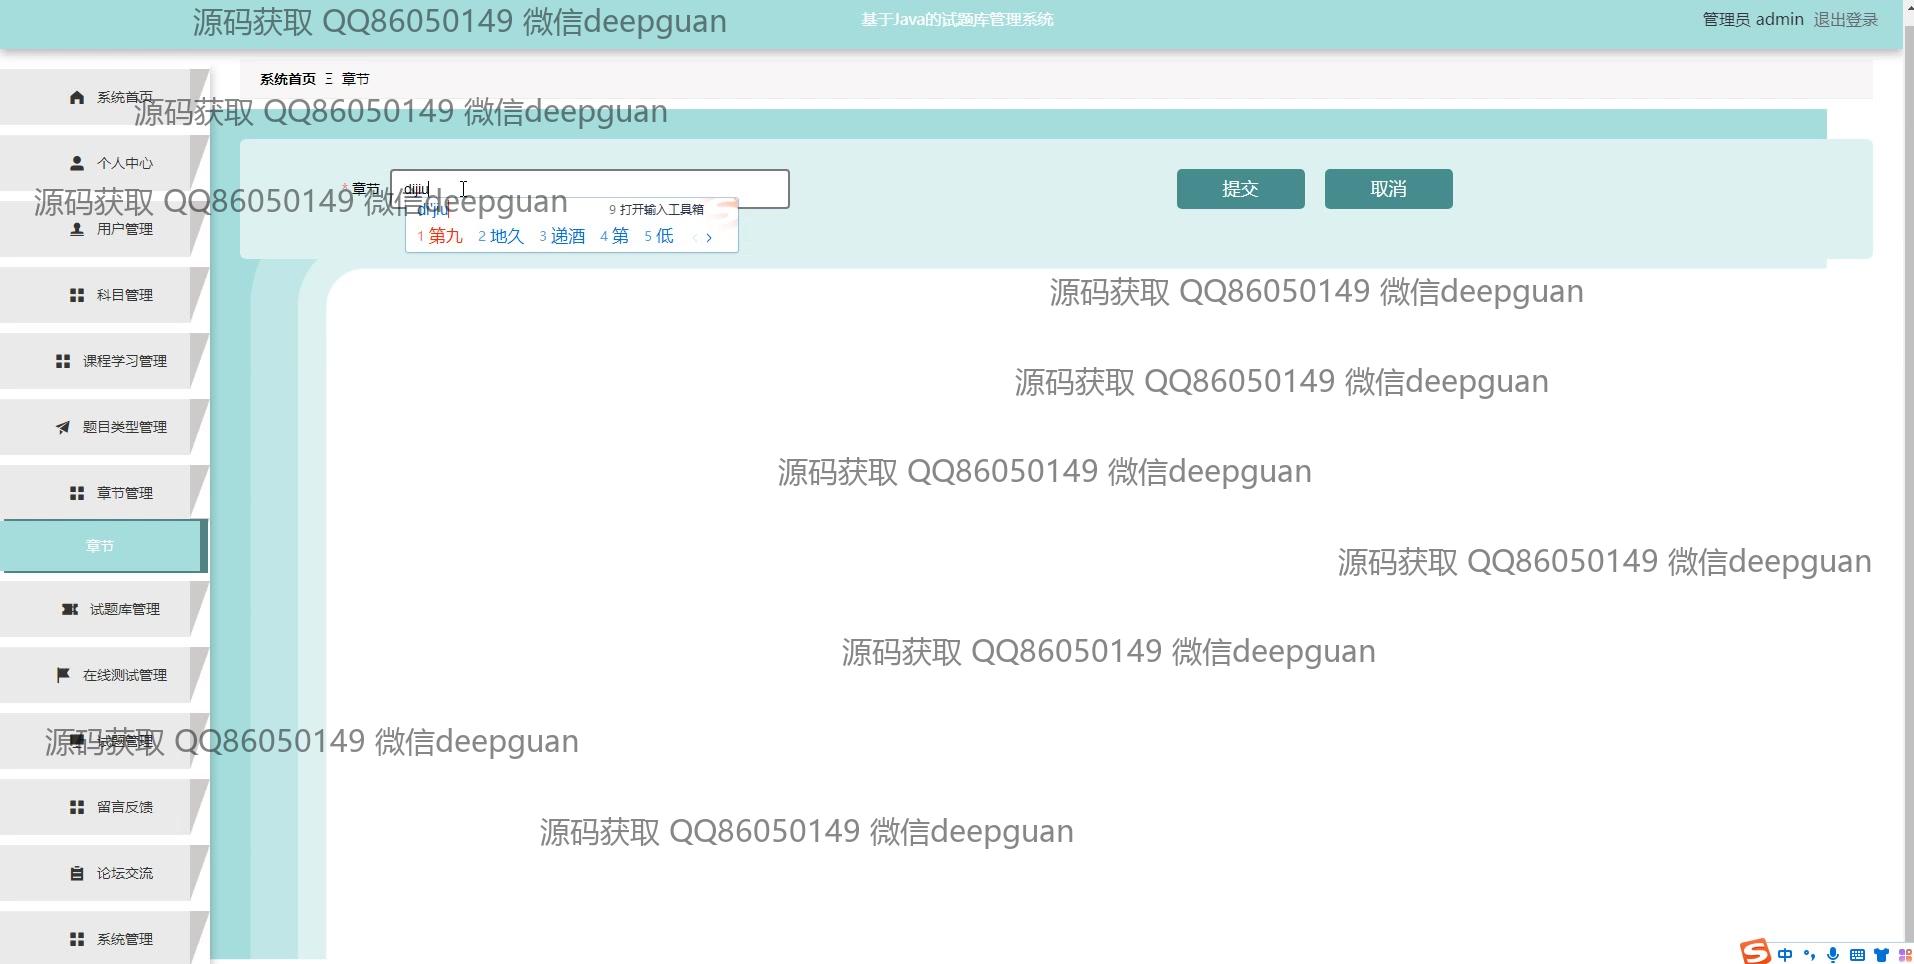 源码获取 QQ86050149 微信deepguan
基于Java的试题库管理系统
管理员 admin 退出登录
系统首页 Ξ 章节
系统首页
源码获取 QQ86050149 微信deepguan
个人中心
* 章节 dijiu
提交
取消
源码获取 QQ86050149 微信deepguan
di'jiu
9 打开输入工具箱
1 第九 2 地久 3 递酒 4 第 5 低
用户管理
科目管理
源码获取 QQ86050149 微信deepguan
课程学习管理
源码获取 QQ86050149 微信deepguan
题目类型管理
源码获取 QQ86050149 微信deepguan
章节管理
章节
源码获取 QQ86050149 微信deepguan
试题库管理
源码获取 QQ86050149 微信deepguan
在线测试管理
试题管理
源码获取 QQ86050149 微信deepguan
留言反馈
源码获取 QQ86050149 微信deepguan
论坛交流
系统管理
中